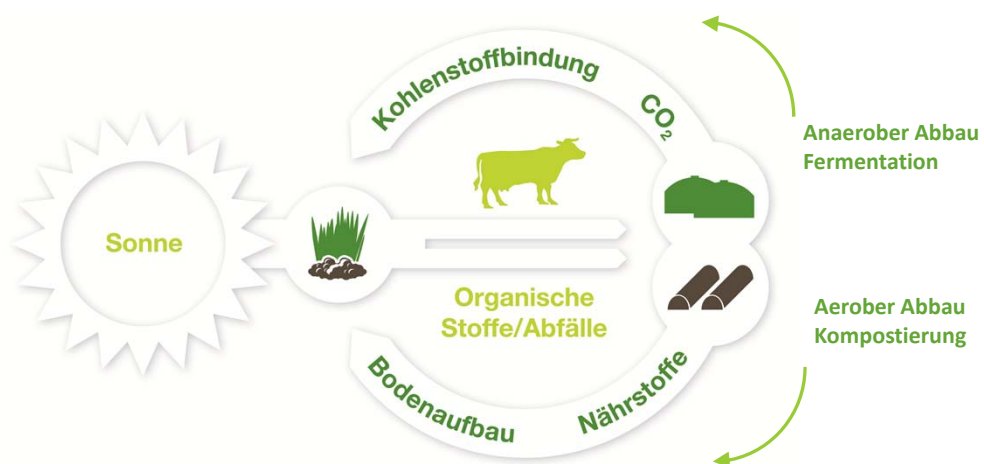 Kohlenstoffbindung
CO₂
Anaerober Abbau
Fermentation
Sonne
Organische
Stoffe/Abfälle
Aerober Abbau
Kompostierung
Bodenaufbau
Nährstoffe